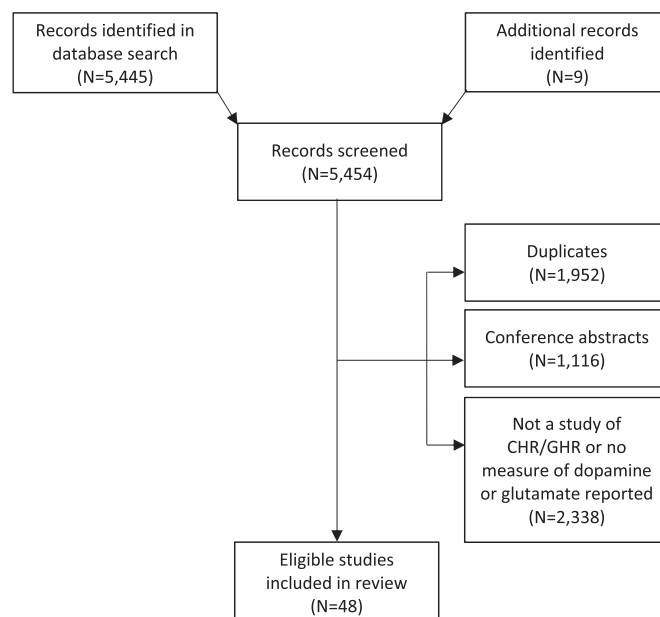 Records identified in
database search
(N=5,445)
Additional records
identified
(N=9)
Records screened
(N=5,454)
Duplicates
(N=1,952)
Conference abstracts
(N=1,116)
Not a study of
CHR/GHR or no
measure of dopamine
or glutamate reported
(N=2,338)
Eligible studies
included in review
(N=48)